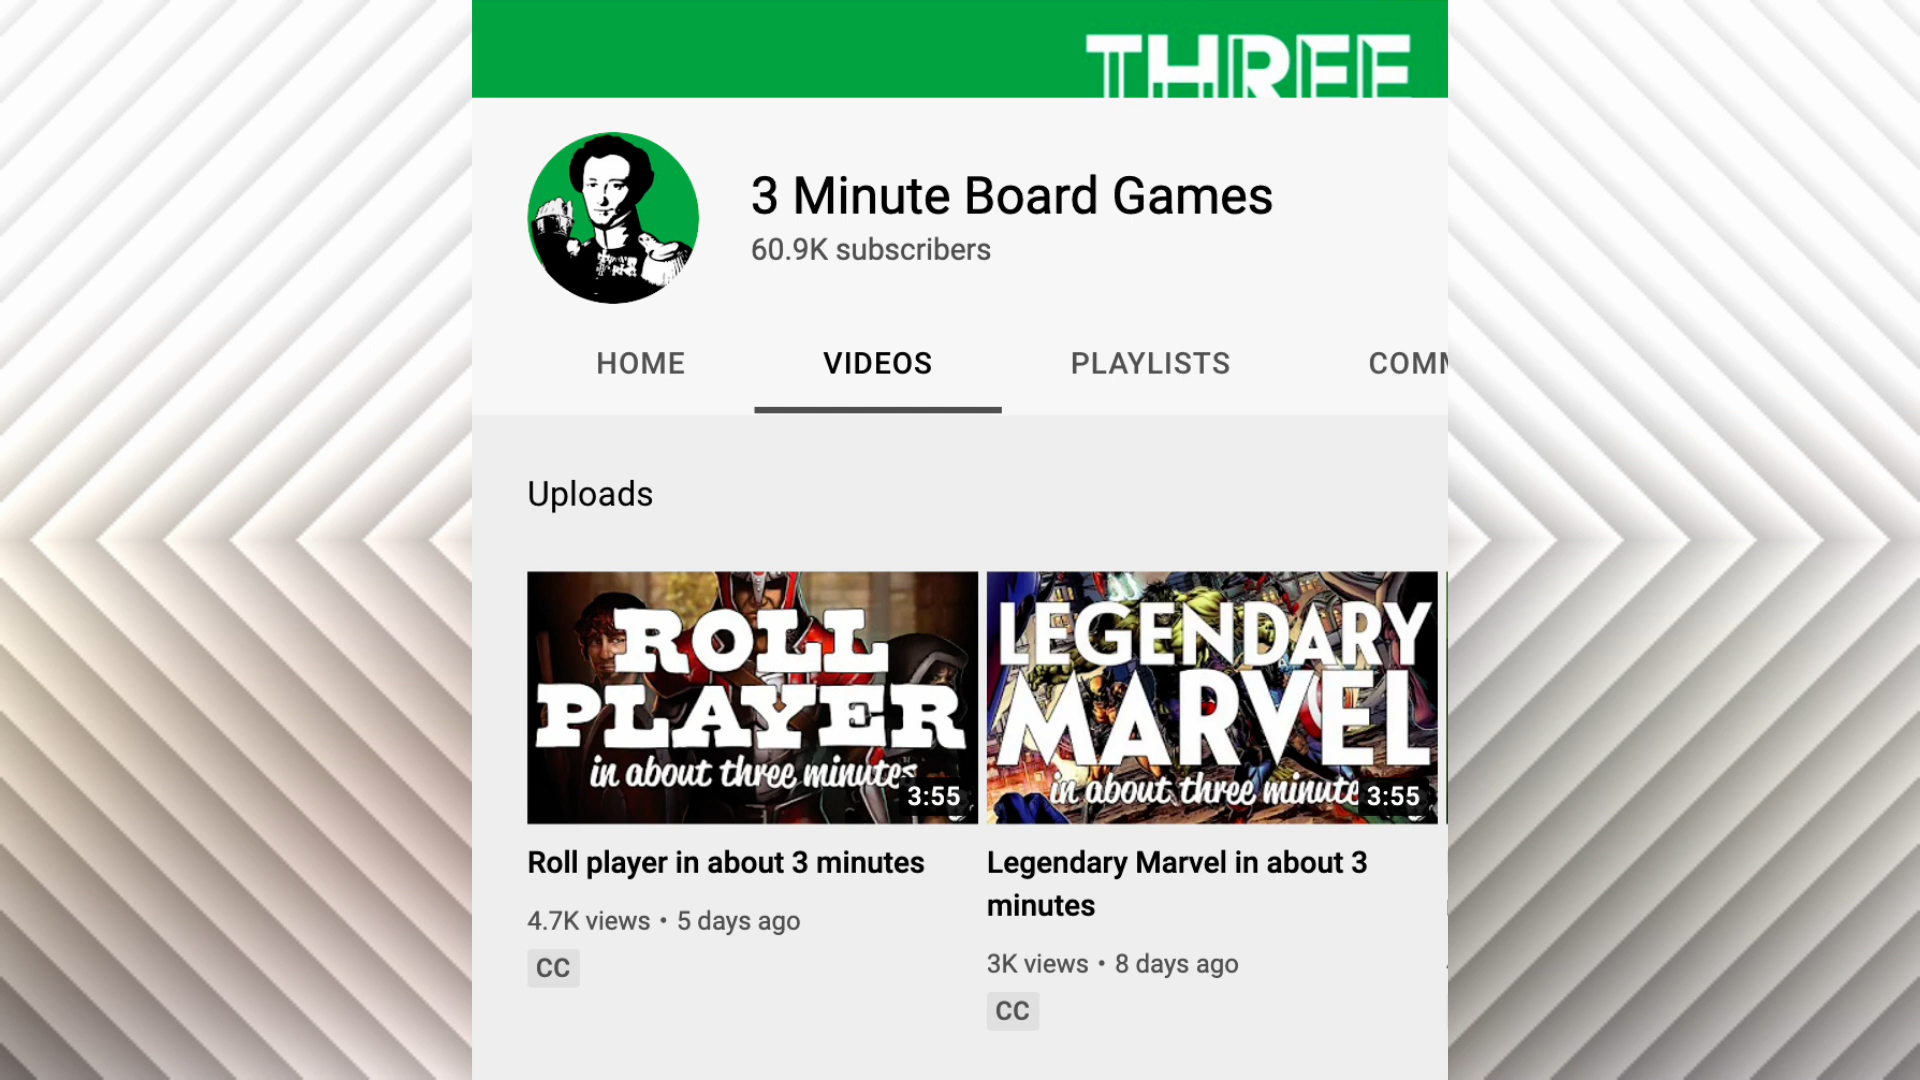 THREE
3 Minute Board Games
60.9K subscribers
HOME VIDEOS PLAYLISTS
Uploads
ROLL
PLAYER
in about three minutes
3:55
LEGENDARY
MARVEL
in about three minute
3:55
Roll player in about 3 minutes
4.7K views • 5 days ago
CC
Legendary Marvel in about 3
minutes
3K views • 8 days ago
CC